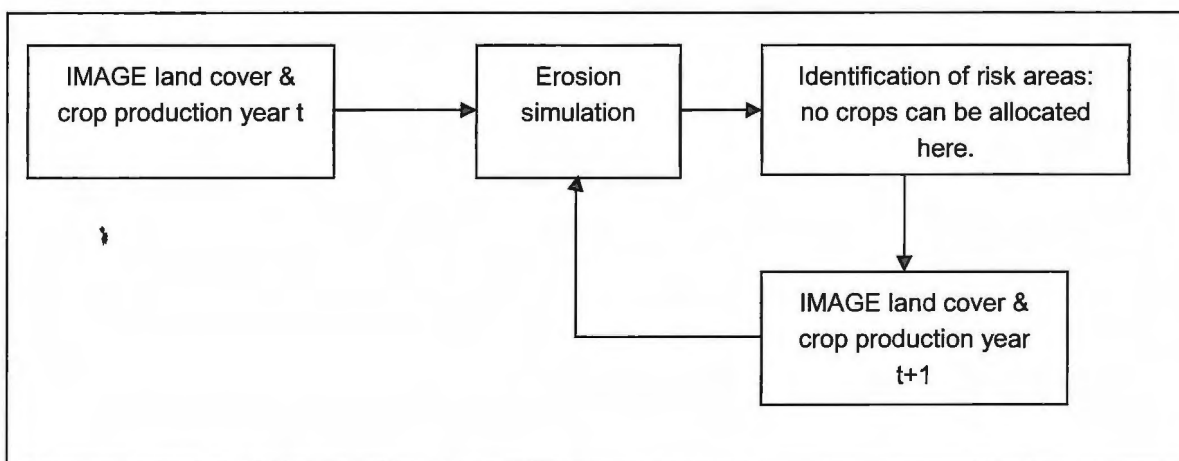 IMAGE land cover &
crop production year t
Erosion
simulation
Identification of risk areas:
no crops can be allocated
here.
IMAGE land cover &
crop production year
t+1